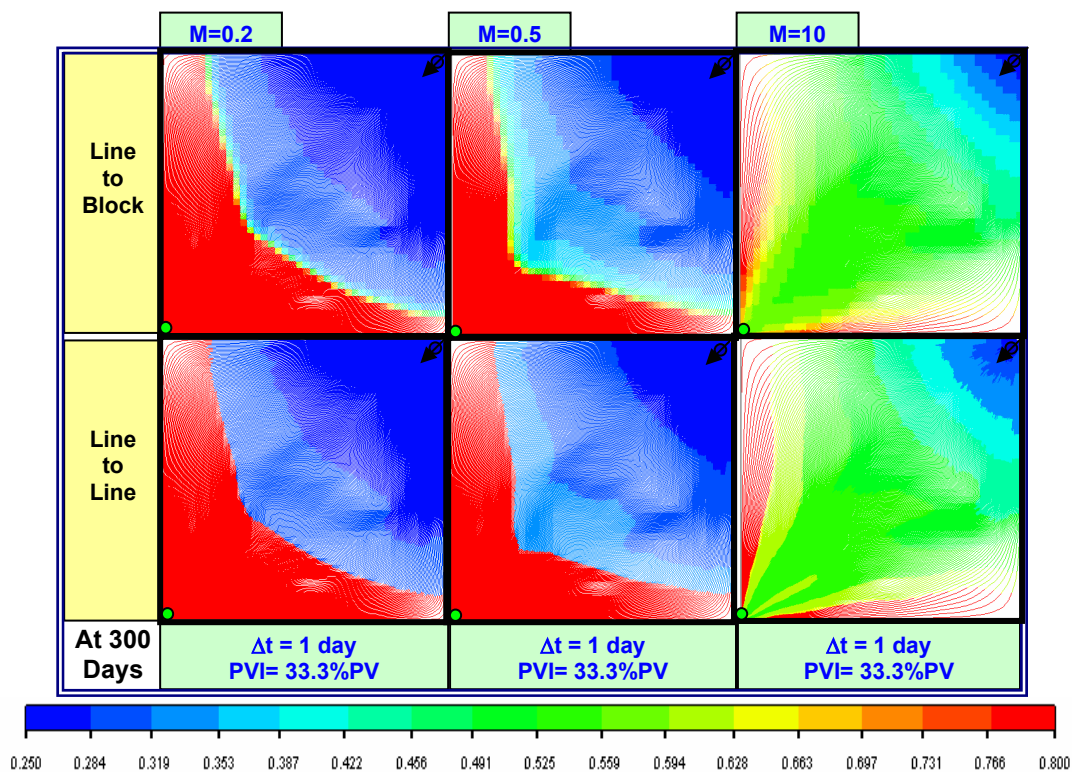 M=0.2 M=0.5 M=10
Line
to
Block
Line
to
Line
At 300
Days
Δt = 1 day
PVI= 33.3%PV
Δt = 1 day
PVI= 33.3%PV
Δt = 1 day
PVI= 33.3%PV
0.250 0.284 0.319 0.353 0.387 0.422 0.456 0.491 0.525 0.559 0.594 0.628 0.663 0.697 0.731 0.766 0.800